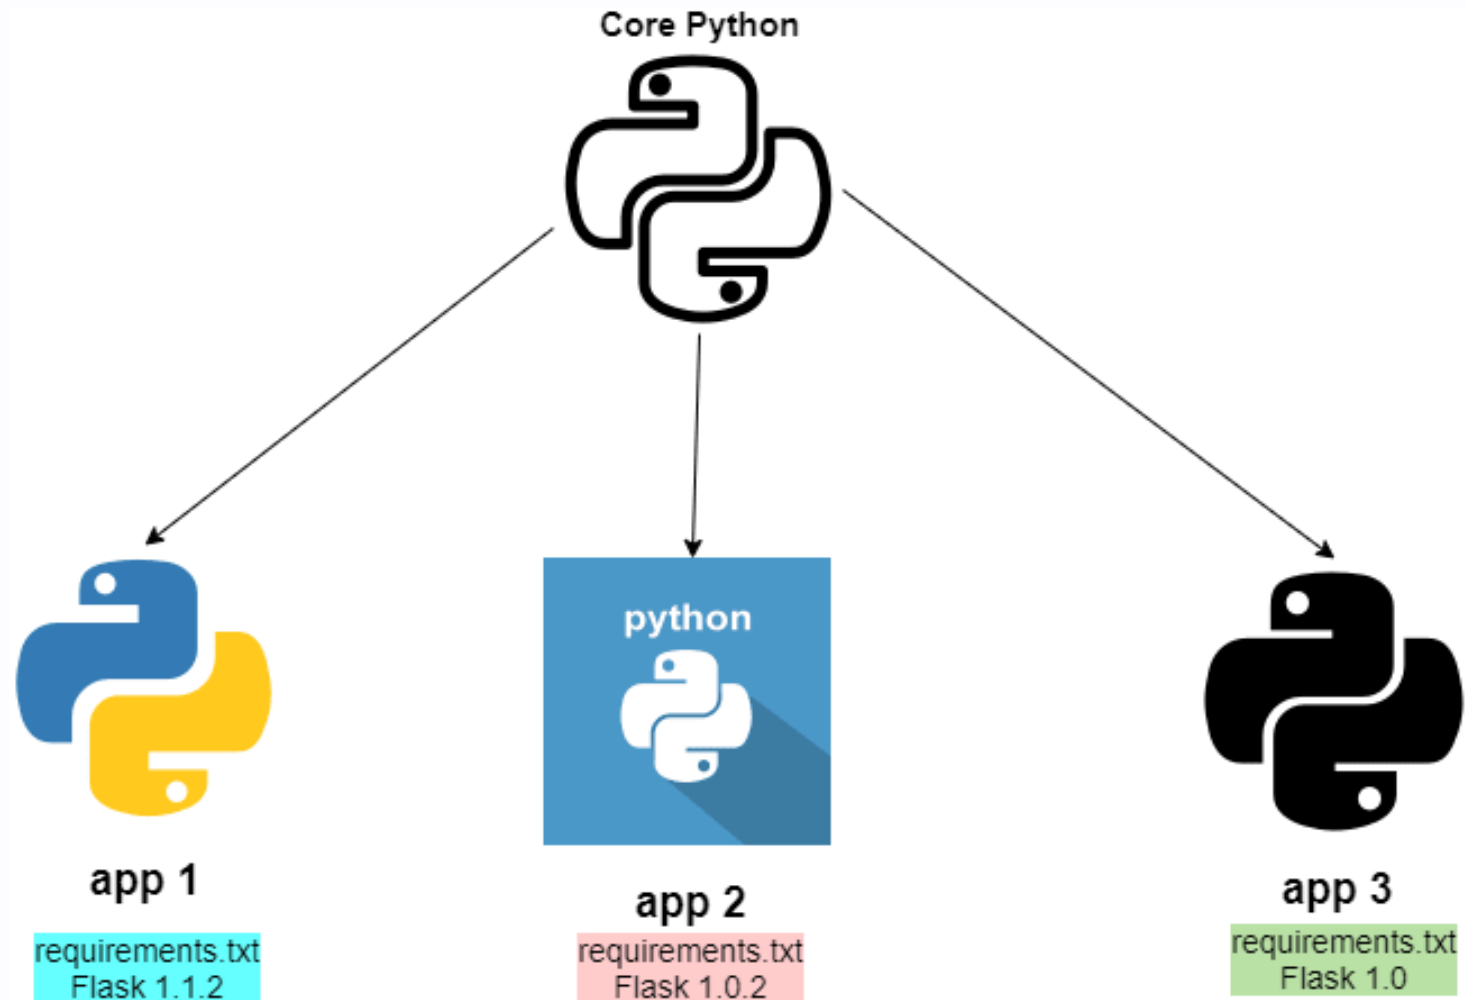 Core Python
python
app 1
app 2
app 3
requirements.txt
Flask 1.1.2
requirements.txt
Flask 1.0.2
requirements.txt
Flask 1.0